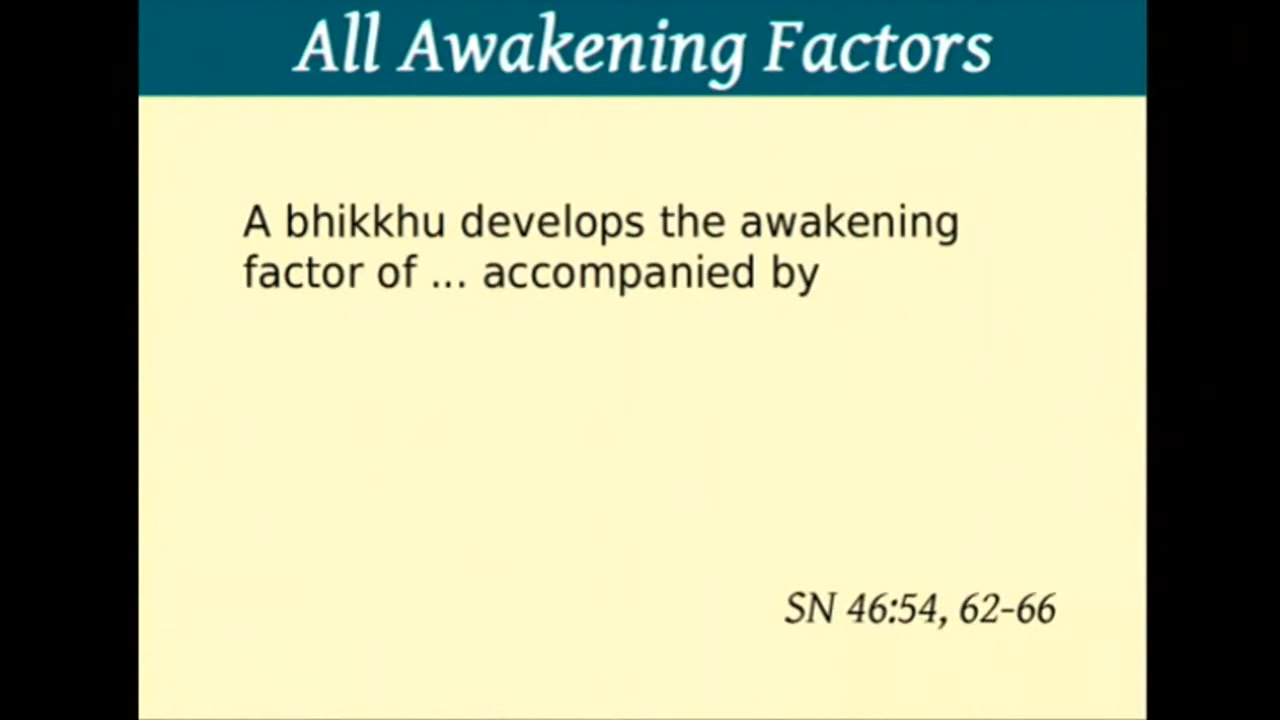 All Awakening Factors
A bhikkhu develops the awakening
factor of ... accompanied by
SN 46:54, 62-66